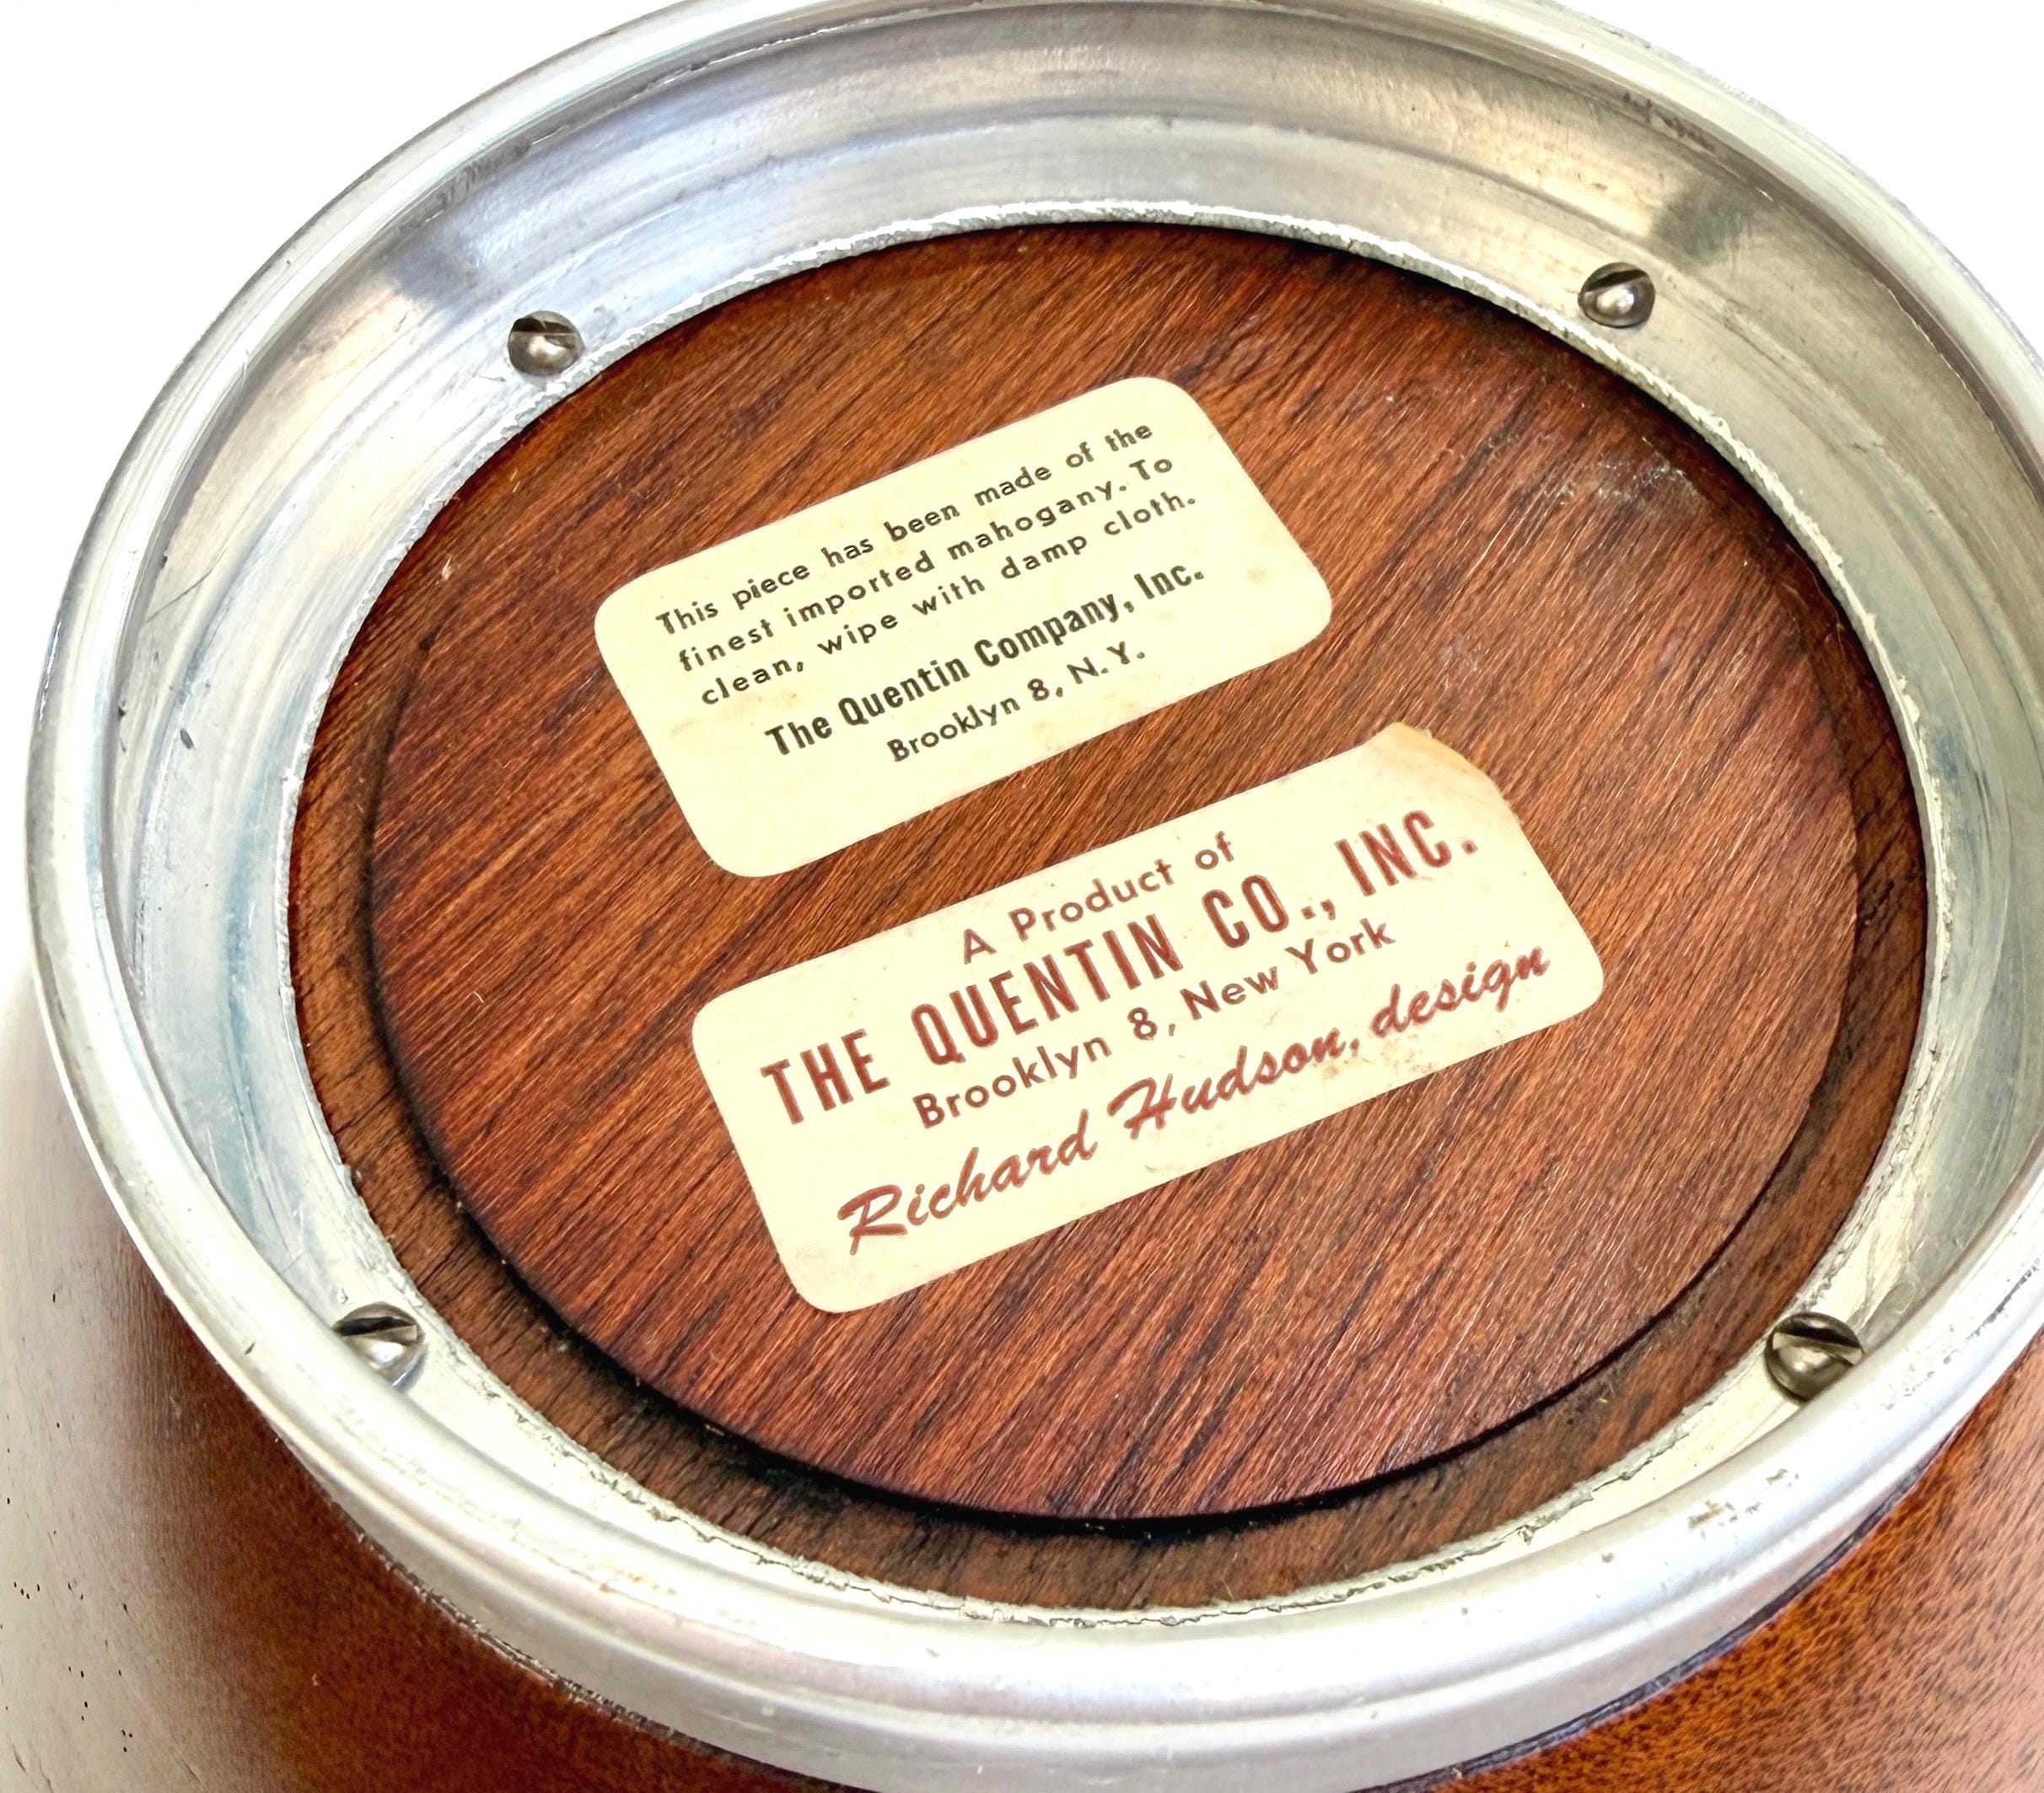 This piece has been made of the
finest imported mahogany. To
clean, wipe with damp cloth.
The Quentin Company, Inc.
Brooklyn 8, N.Y.
A Product of
THE QUENTIN CO., INC.
Brooklyn 8, New York
Richard Hudson, design